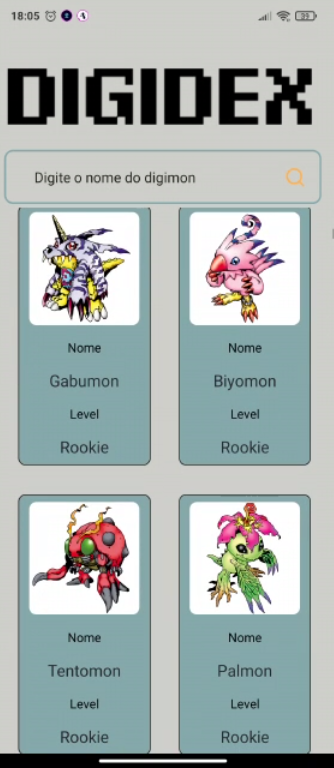 18:05
39
DIGIDEX
Digite o nome do digimon
Nome
Gabumon
Level
Rookie
Nome
Biyomon
Level
Rookie
Nome
Tentomon
Level
Rookie
Nome
Palmon
Level
Rookie